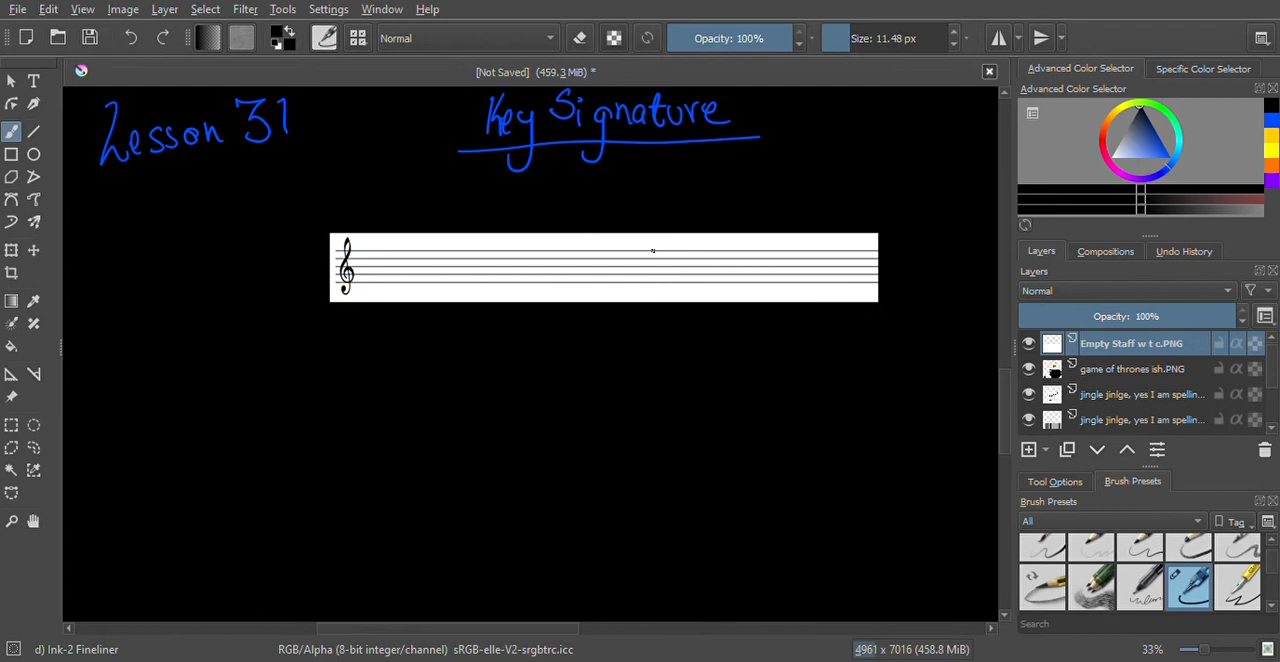 File Edit View Image Layer Select Filter Tools Settings Window Help
Normal Opacity: 100% Size: 11.48 px
[Not Saved] (459.3 MiB) *
Advanced Color Selector Specific Color Selector
Advanced Color Selector
Lesson 31 Key Signature
Layers Compositions Undo History
Layers
Normal
Opacity: 100%
Empty Staff w t c.PNG
game of thrones ish.PNG
jingle jinlge, yes I am spellin...
jingle jinlge, yes I am spellin...
Tool Options Brush Presets
Brush Presets
All Tag
Search
d) Ink-2 Fineliner RGB/Alpha (8-bit integer/channel) sRGB-elle-V2-srgbtrc.icc 4961 x 7016 (458.8 MiB) 33%